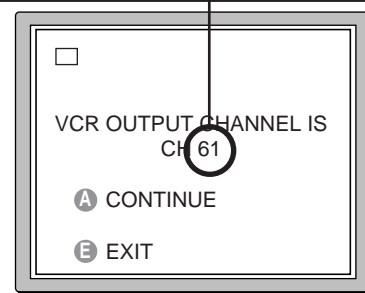 VCR OUTPUT CHANNEL IS
CH 61
A CONTINUE
E EXIT